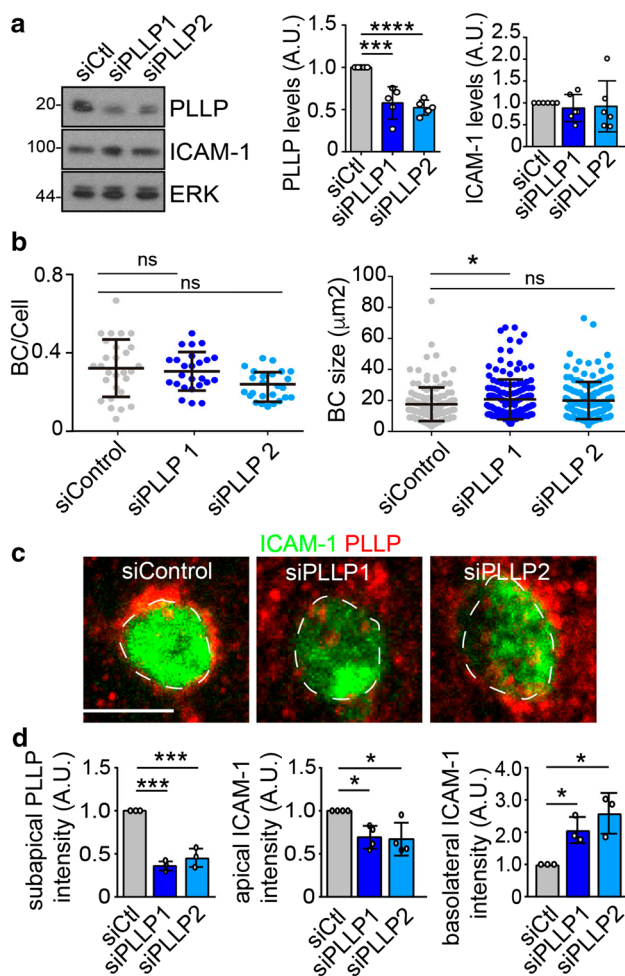 a
siCtl siPLLP1 siPLLP2
20 PLLP
100 ICAM-1
44 ERK
PLLP levels (A.U.)
1.5
1.0
0.5
0
****
***
siCtl siPLLP1 siPLLP2
ICAM-1 levels (A.U.)
2.5
2.0
1.5
1.0
0.5
0
siCtl siPLLP1 siPLLP2
b
BC/Cell
0.8
0.4
0
ns
ns
siControl siPLLP 1 siPLLP 2
BC size (μm2)
100
80
60
40
20
0
*
ns
siControl siPLLP 1 siPLLP 2
c
ICAM-1 PLLP
siControl siPLLP1 siPLLP2
d
subapical PLLP
intensity (A.U.)
1.5
1.0
0.5
0
***
***
siCtl siPLLP1 siPLLP2
apical ICAM-1
intensity (A.U.)
1.5
1.0
0.5
0
*
*
siCtl siPLLP1 siPLLP2
basolateral ICAM-1
intensity (A.U.)
4.0
3.0
2.0
1.0
0
*
*
siCtl siPLLP1 siPLLP2